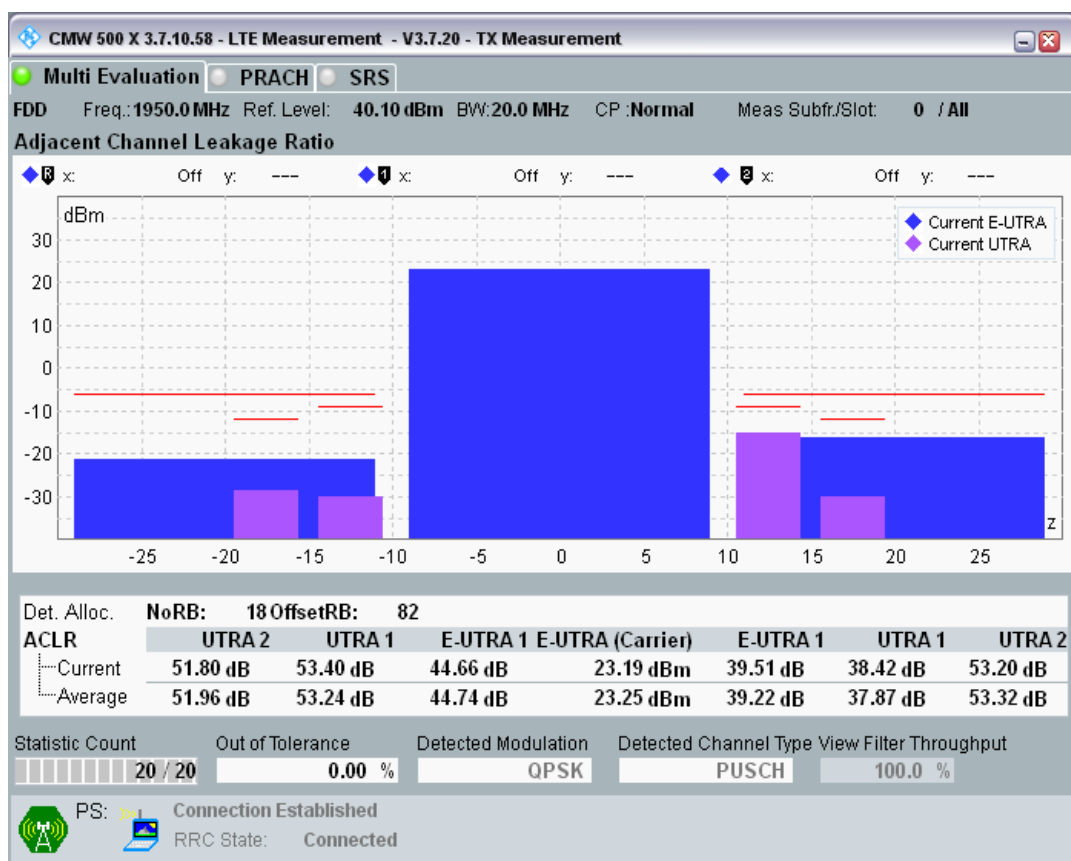 CMW 500 X 3.7.10.58 - LTE Measurement - V3.7.20 - TX Measurement
Multi Evaluation PRACH SRS
FDD Freq.: 1950.0 MHz Ref. Level: 40.10 dBm BW: 20.0 MHz CP : Normal Meas Subfr./Slot: 0 / All
Adjacent Channel Leakage Ratio
R x: Off y: --- 1 x: Off y: --- 2 x: Off y: ---
dBm
Current E-UTRA
Current UTRA
30
20
10
0
-10
-20
-30
z
-25 -20 -15 -10 -5 0 5 10 15 20 25
Det. Alloc. NoRB: 18 OffsetRB: 82
ACLR UTRA 2 UTRA 1 E-UTRA 1 E-UTRA (Carrier) E-UTRA 1 UTRA 1 UTRA 2
Current 51.80 dB 53.40 dB 44.66 dB 23.19 dBm 39.51 dB 38.42 dB 53.20 dB
Average 51.96 dB 53.24 dB 44.74 dB 23.25 dBm 39.22 dB 37.87 dB 53.32 dB
Statistic Count Out of Tolerance Detected Modulation Detected Channel Type View Filter Throughput
20 / 20 0.00 % QPSK PUSCH 100.0 %
PS: Connection Established
RRC State: Connected